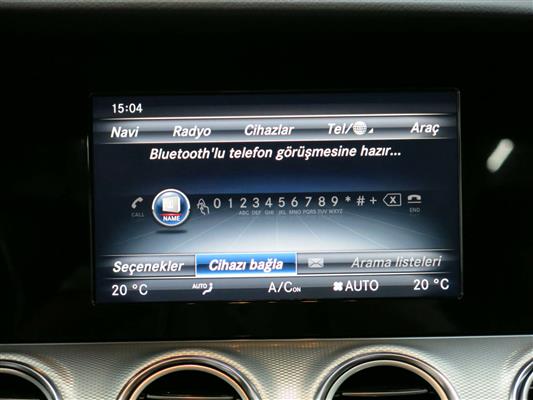 15:04
Navi Radyo Cihazlar Tel/ Araç
Bluetooth'lu telefon görüşmesine hazır...
CALL NAME 0 1 2 3 4 5 6 7 8 9 * # + X END
ABC DEF GHI JKL MNO PQRS TUV WXYZ
Seçenekler Cihazı bağla Arama listeleri
20 °C AUTO A/C ON AUTO 20 °C